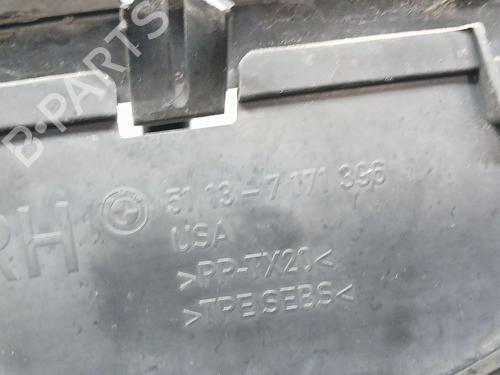 B-PARTS
RH
51 13-7 171 396
USA
>PP-TX20<
>TPE SEBS<